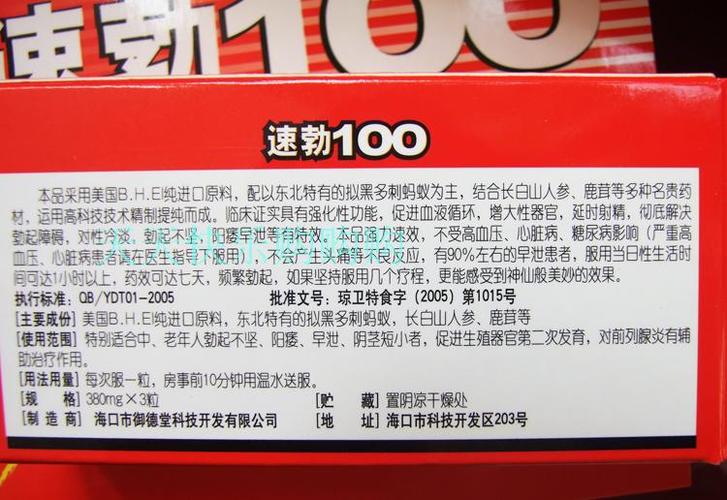 速勃100
速勃100
本品采用美国B.H.EI纯进口原料，配以东北特有的拟黑多刺蚂蚁为主，结合长白山人参、鹿茸等多种名贵药
材，运用高科技技术精制提纯而成。临床证实具有强化性功能，促进血液循环，增大性器官，延时射精，彻底解决
勃起障碍，对性冷淡、勃起不坚、阳痿早泄等有特效。本品强力速效，不受高血压、心脏病、糖尿病影响（严重高
血压、心脏病患者请在医生指导下服用），不会产生头痛等不良反应，有90%左右的早泄患者，服用当日性生活时
间可达1小时以上，药效可达七天，频繁勃起，如果坚持服用几个疗程，更能感受到神仙般美妙的效果。
执行标准：QB/YDT01-2005 批准文号：琼卫特食字（2005）第1015号
[主要成份] 美国B.H.EI纯进口原料，东北特有的拟黑多刺蚂蚁，长白山人参、鹿茸等
[使用范围] 特别适合中、老年人勃起不坚、阳痿、早泄、阴茎短小者，促进生殖器官第二次发育，对前列腺炎有辅
助治疗作用。
[用法用量] 每次服一粒，房事前10分钟用温水送服。
[规 格] 380mg×3粒 [贮 藏] 置阴凉干燥处
[制 造 商] 海口市御德堂科技开发有限公司 [地 址] 海口市科技开发区203号